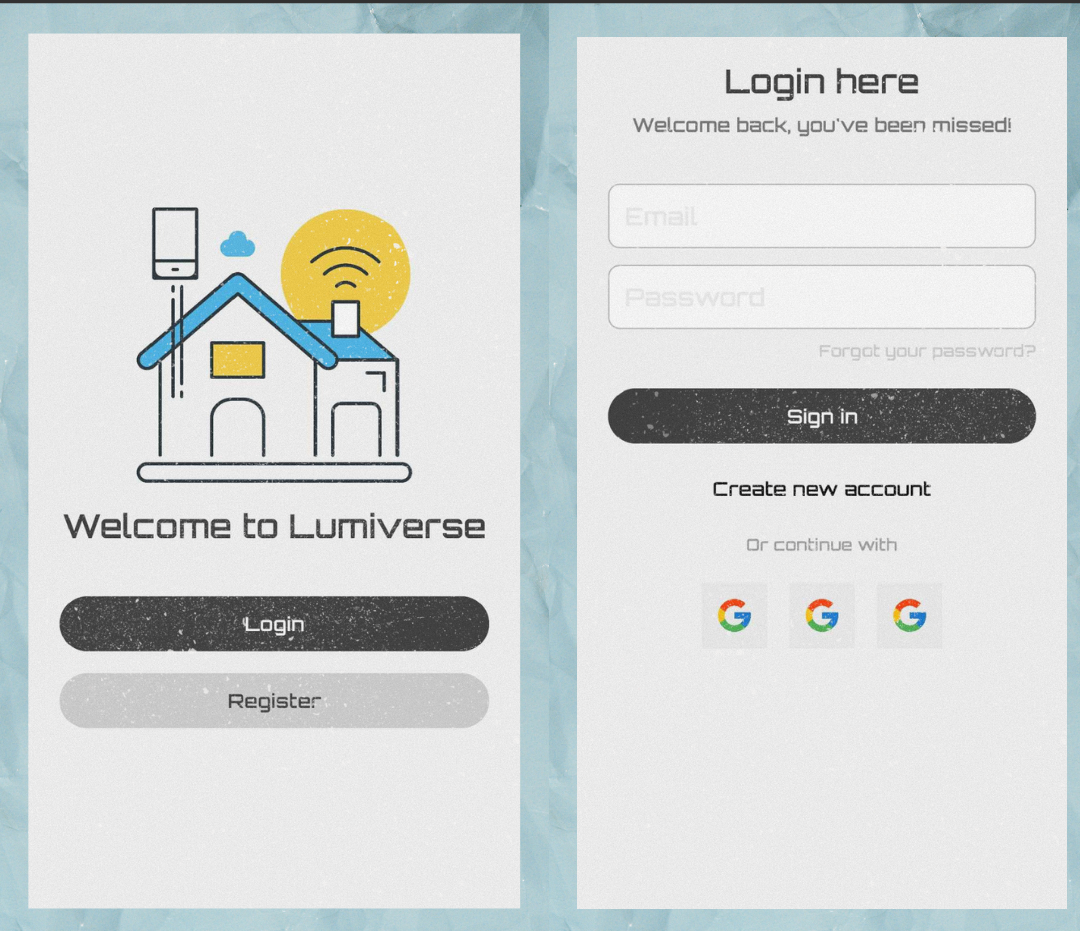 Welcome to Lumiverse
Login
Register
Login here
Welcome back, you've been missed!
Email
Password
Forgot your password?
Sign in
Create new account
Or continue with